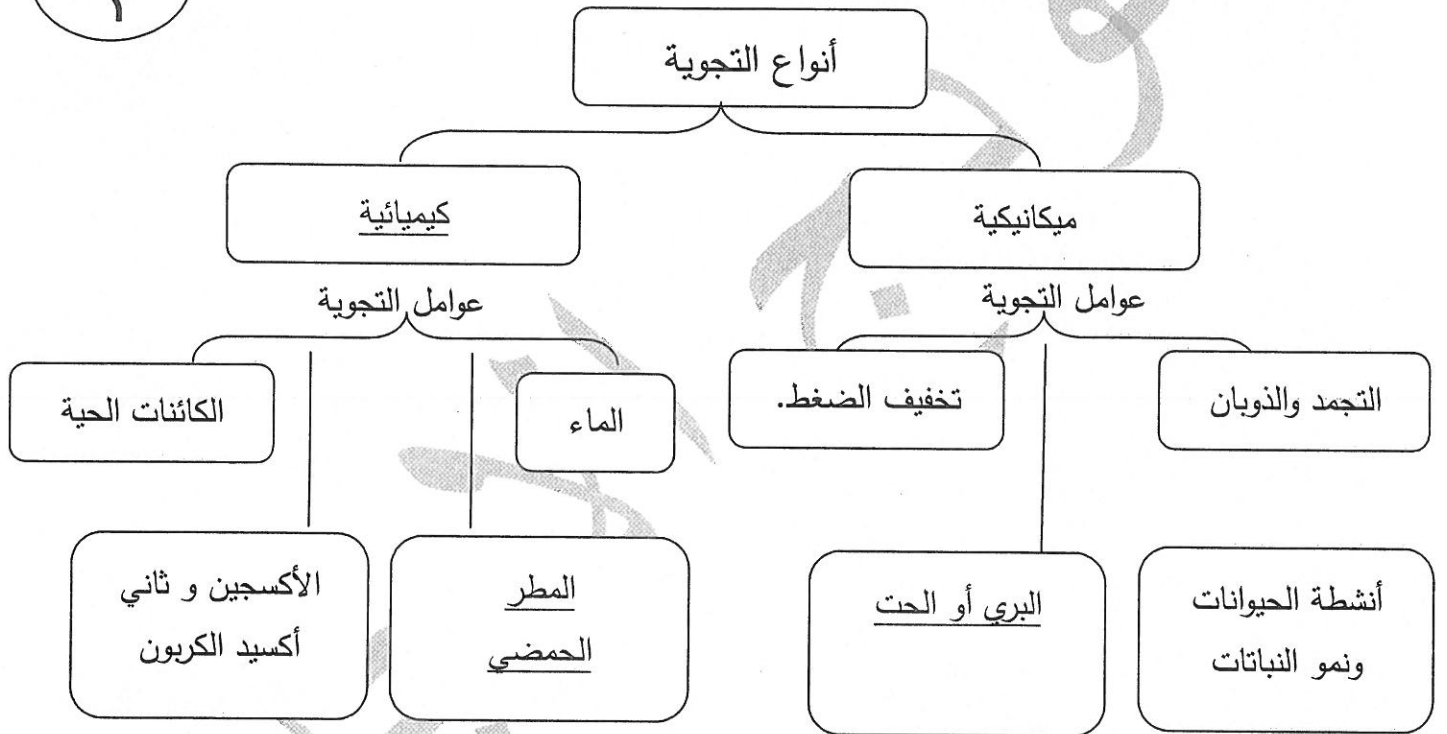 أنواع التجوية
ميكانيكية
كيميائية
عوامل التجوية
عوامل التجوية
التجمد والذوبان
تخفيف الضغط.
الماء
الكائنات الحية
أنشطة الحيوانات
ونمو النباتات
البري أو الحت
المطر
الحمضي
الأكسجين و ثاني
أكسيد الكربون